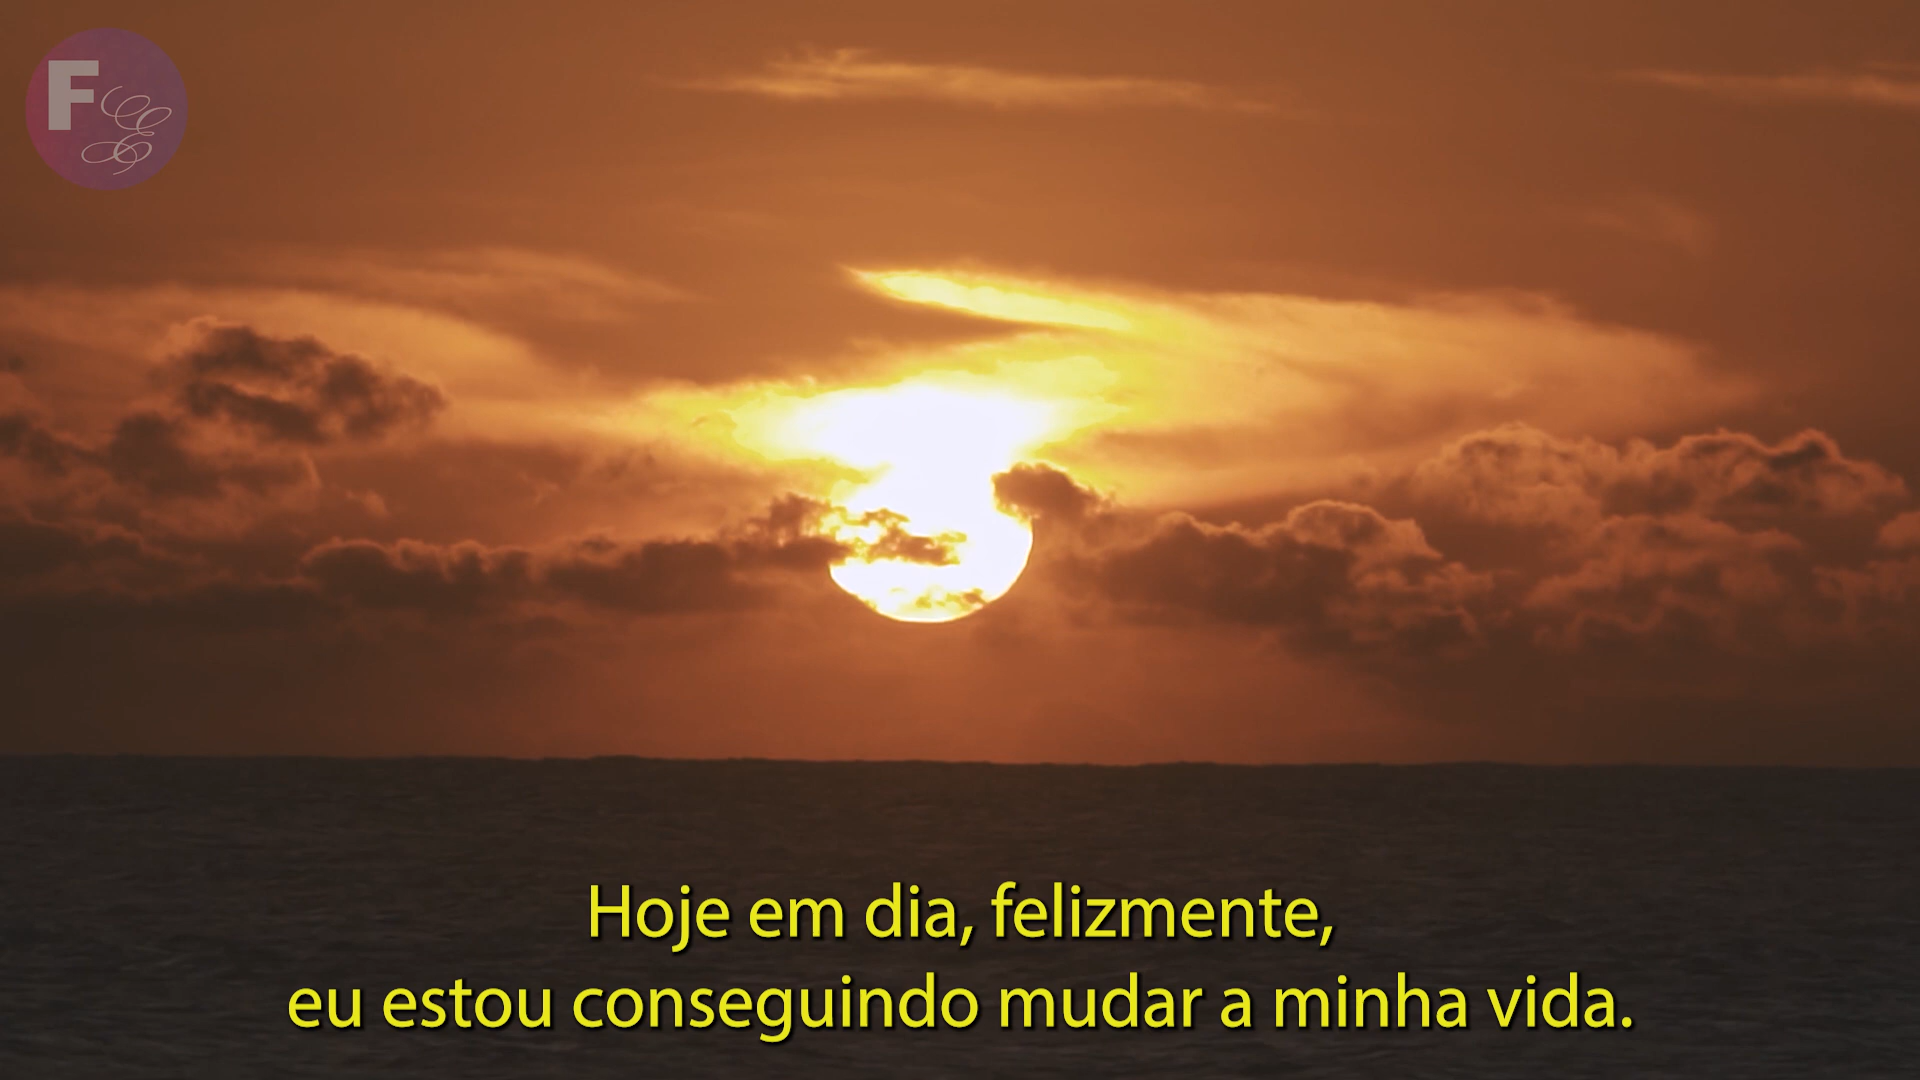 F E
Hoje em dia, felizmente,
eu estou conseguindo mudar a minha vida.